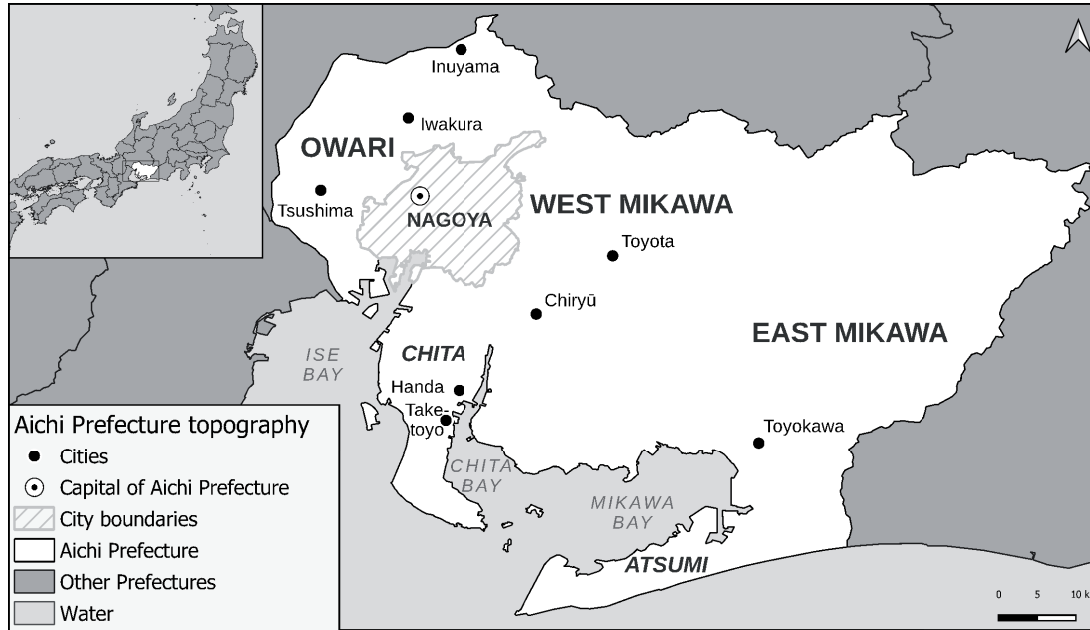 Inuyama
Iwakura
OWARI
Tsushima
NAGOYA
WEST MIKAWA
Toyota
Chiryū
EAST MIKAWA
ISE
BAY
CHITA
Handa
Take-
toyo
Toyokawa
CHITA
BAY
MIKAWA
BAY
ATSUMI
Aichi Prefecture topography
Cities
Capital of Aichi Prefecture
City boundaries
Aichi Prefecture
Other Prefectures
Water
0 5 10 k